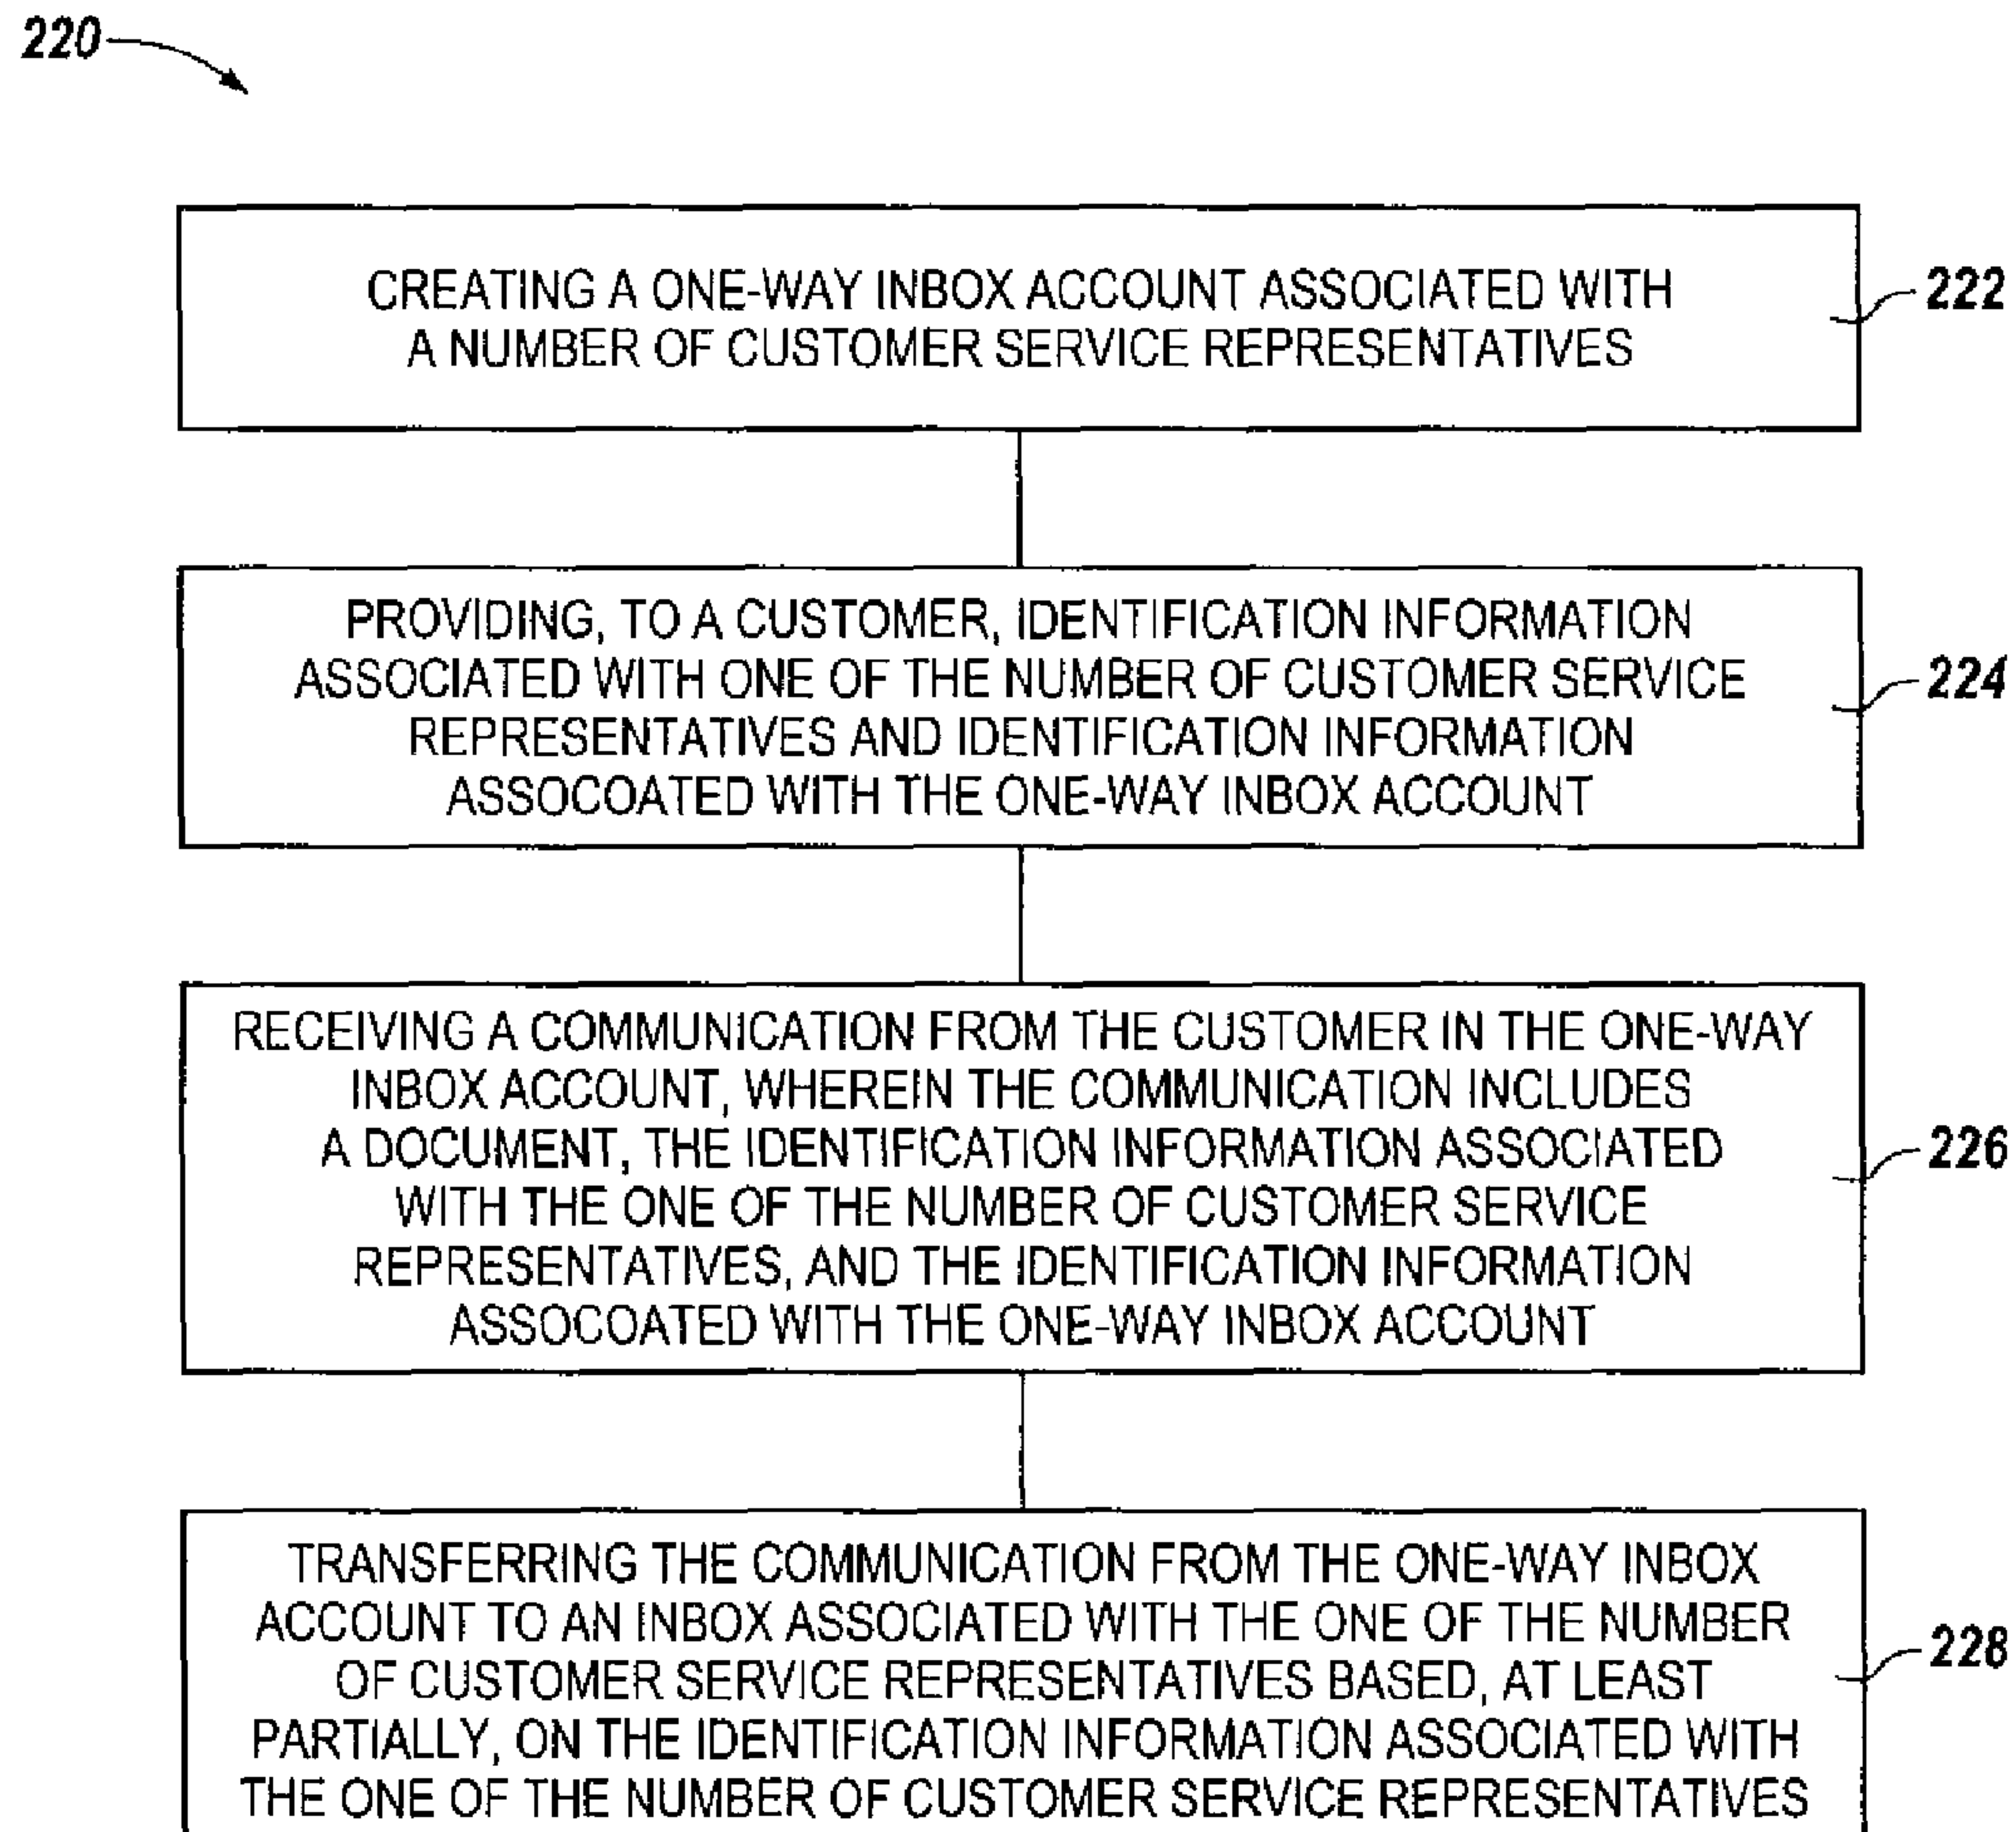 220
CREATING A ONE-WAY INBOX ACCOUNT ASSOCIATED WITH
A NUMBER OF CUSTOMER SERVICE REPRESENTATIVES
222
PROVIDING, TO A CUSTOMER, IDENTIFICATION INFORMATION
ASSOCIATED WITH ONE OF THE NUMBER OF CUSTOMER SERVICE
REPRESENTATIVES AND IDENTIFICATION INFORMATION
ASSOCOATED WITH THE ONE-WAY INBOX ACCOUNT
224
RECEIVING A COMMUNICATION FROM THE CUSTOMER IN THE ONE-WAY
INBOX ACCOUNT, WHEREIN THE COMMUNICATION INCLUDES
A DOCUMENT, THE IDENTIFICATION INFORMATION ASSOCIATED
WITH THE ONE OF THE NUMBER OF CUSTOMER SERVICE
REPRESENTATIVES, AND THE IDENTIFICATION INFORMATION
ASSOCOATED WITH THE ONE-WAY INBOX ACCOUNT
226
TRANSFERRING THE COMMUNICATION FROM THE ONE-WAY INBOX
ACCOUNT TO AN INBOX ASSOCIATED WITH THE ONE OF THE NUMBER
OF CUSTOMER SERVICE REPRESENTATIVES BASED, AT LEAST
PARTIALLY, ON THE IDENTIFICATION INFORMATION ASSOCIATED WITH
THE ONE OF THE NUMBER OF CUSTOMER SERVICE REPRESENTATIVES
228